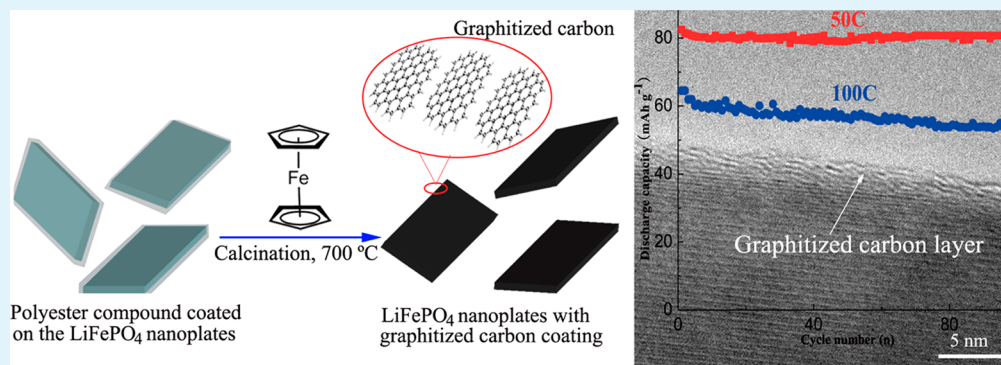 Graphitized carbon
Fe
Calcination, 700 ºC
Polyester compound coated
on the LiFePO₄ nanoplates
LiFePO₄ nanoplates with
graphitized carbon coating
50C
100C
Discharge capacity (mAh g⁻¹)
80
60
40
20
0
Graphitized carbon layer
0
40
80
Cycle number (n)
5 nm